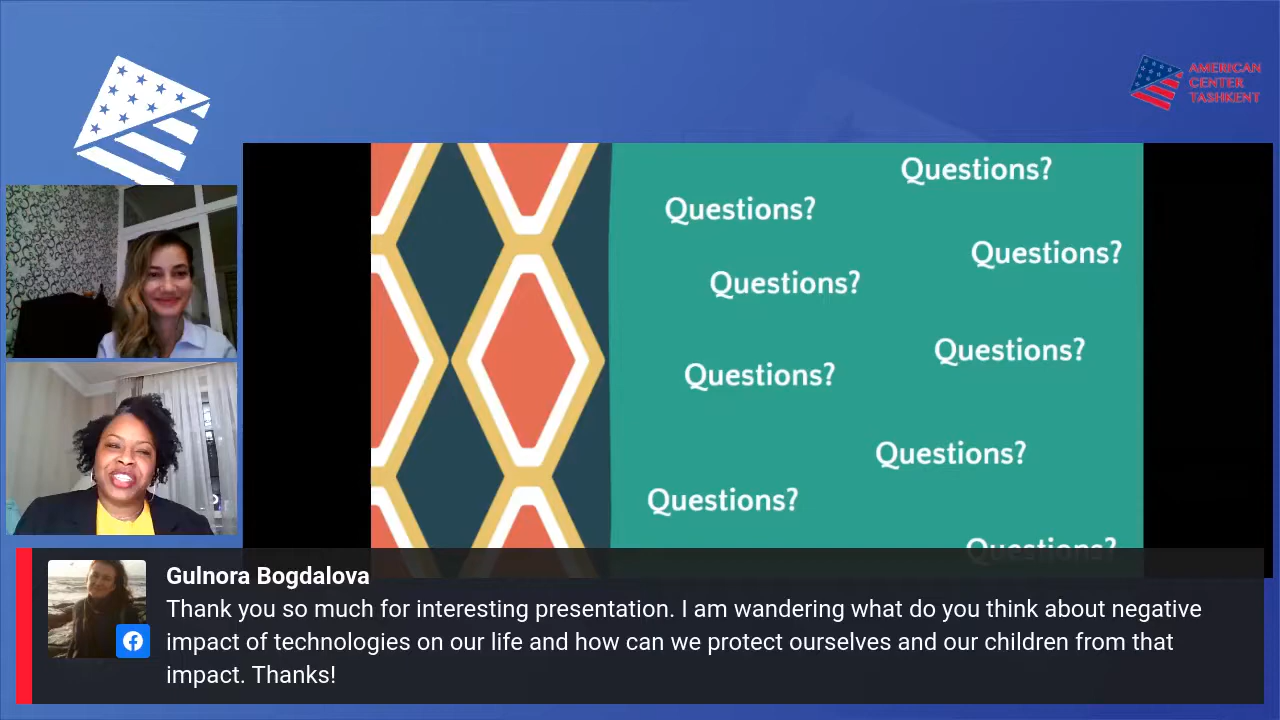 AMERICAN
CENTER
TASHKENT
Questions?
Questions?
Questions?
Questions?
Questions?
Questions?
Questions?
Questions?
Questions?
Gulnora Bogdalova
Thank you so much for interesting presentation. I am wandering what do you think about negative
impact of technologies on our life and how can we protect ourselves and our children from that
impact. Thanks!